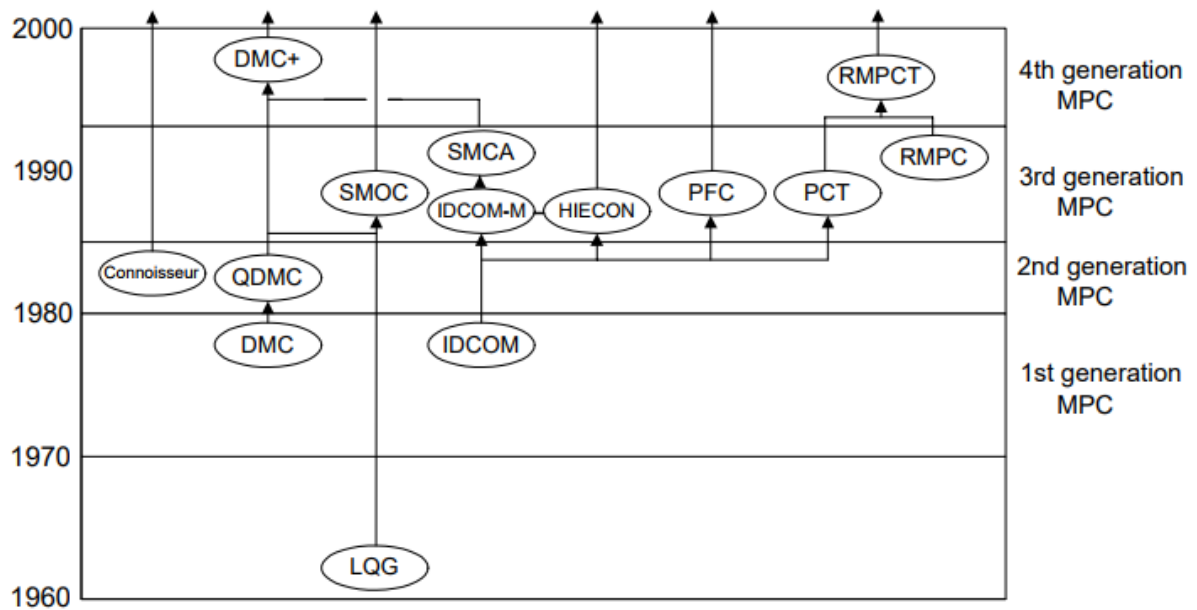 2000
DMC+
RMPCT
4th generation
MPC
SMCA
RMPC
1990
SMOC
IDCOM-M
HIECON
PFC
PCT
3rd generation
MPC
Connoisseur
QDMC
2nd generation
MPC
1980
DMC
IDCOM
1st generation
MPC
1970
LQG
1960